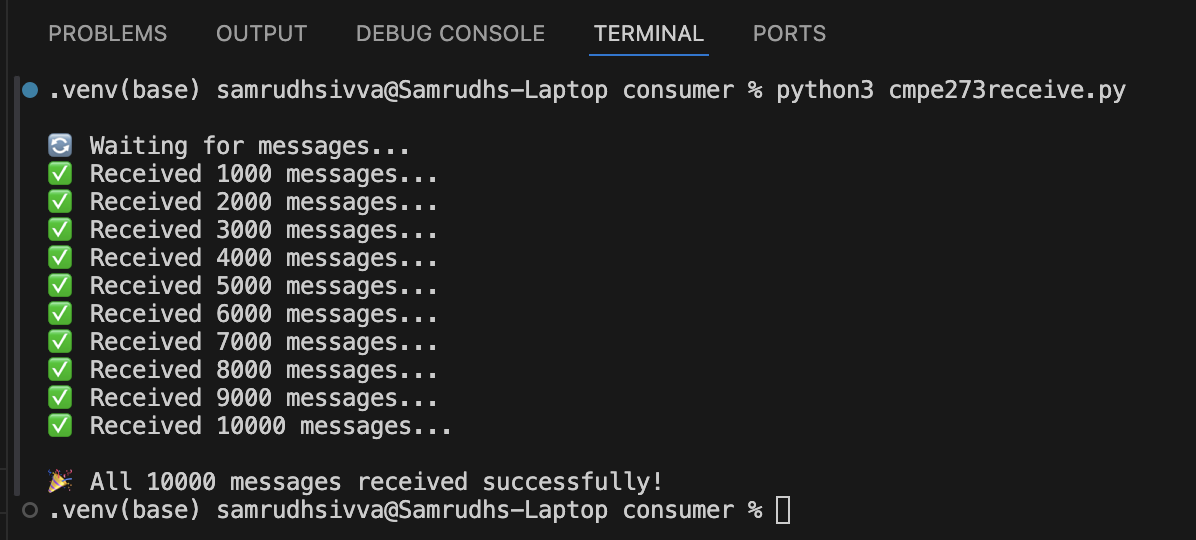 PROBLEMS OUTPUT DEBUG CONSOLE TERMINAL PORTS
.venv(base) samrudhsivva@Samrudhs-Laptop consumer % python3 cmpe273receive.py
🔄 Waiting for messages...
✅ Received 1000 messages...
✅ Received 2000 messages...
✅ Received 3000 messages...
✅ Received 4000 messages...
✅ Received 5000 messages...
✅ Received 6000 messages...
✅ Received 7000 messages...
✅ Received 8000 messages...
✅ Received 9000 messages...
✅ Received 10000 messages...
🎉 All 10000 messages received successfully!
.venv(base) samrudhsivva@Samrudhs-Laptop consumer %